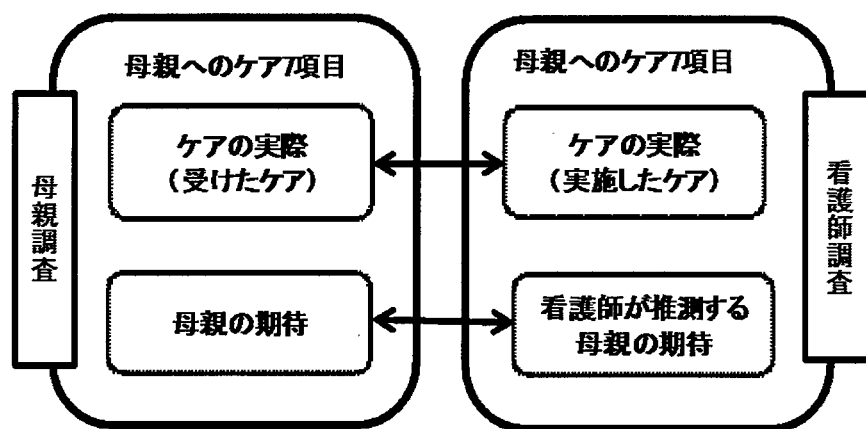 母親へのケア7項目
ケアの実際
（受けたケア）
母親の期待
母親調査
母親へのケア7項目
ケアの実際
（実施したケア）
看護師が推測する
母親の期待
看護師調査